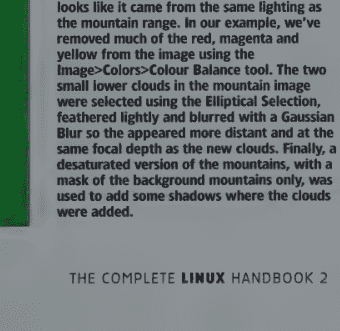 looks like it came from the same lighting as
the mountain range. In our example, we've
removed much of the red, magenta and
yellow from the image using the
Image>Colors>Colour Balance tool. The two
small lower clouds in the mountain image
were selected using the Elliptical Selection,
feathered lightly and blurred with a Gaussian
Blur so the appeared more distant and at the
same focal depth as the new clouds. Finally, a
desaturated version of the mountains, with a
mask of the background mountains only, was
used to add some shadows where the clouds
were added.
THE COMPLETE LINUX HANDBOOK 2